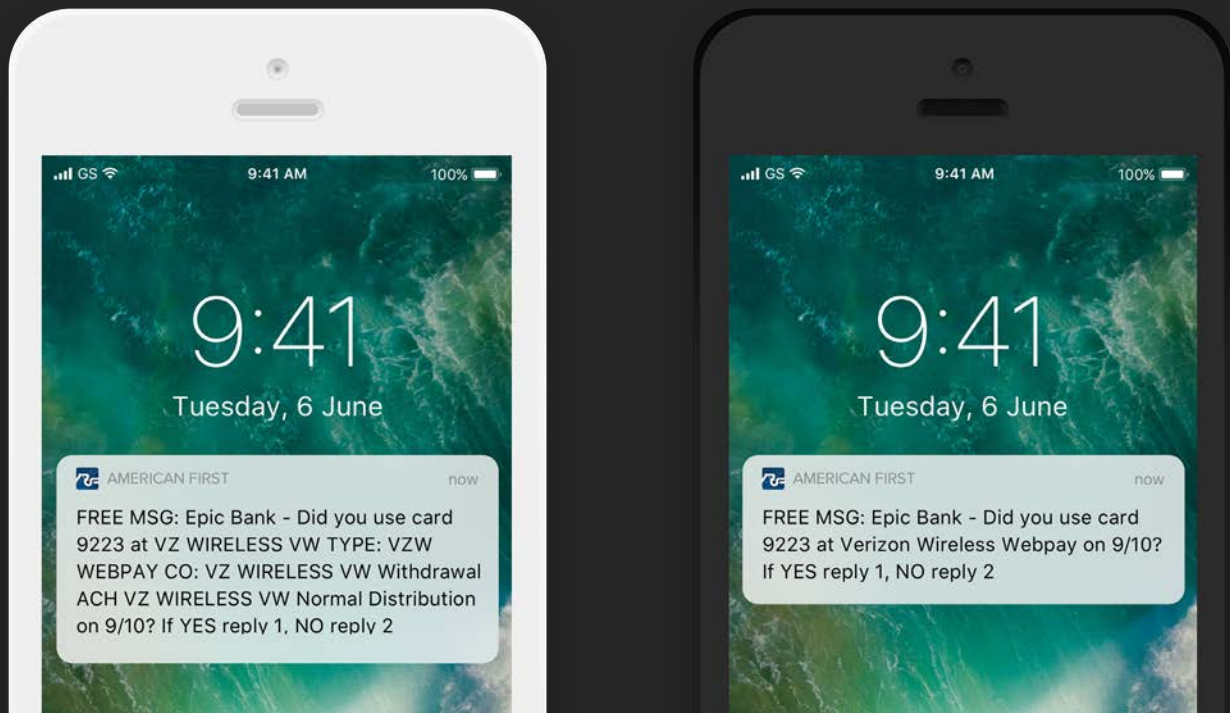 GS
9:41 AM
100%
9:41
Tuesday, 6 June
AMERICAN FIRST
now
FREE MSG: Epic Bank - Did you use card
9223 at VZ WIRELESS VW TYPE: VZW
WEBPAY CO: VZ WIRELESS VW Withdrawal
ACH VZ WIRELESS VW Normal Distribution
on 9/10? If YES reply 1, NO reply 2
GS
9:41 AM
100%
9:41
Tuesday, 6 June
AMERICAN FIRST
now
FREE MSG: Epic Bank - Did you use card
9223 at Verizon Wireless Webpay on 9/10?
If YES reply 1, NO reply 2